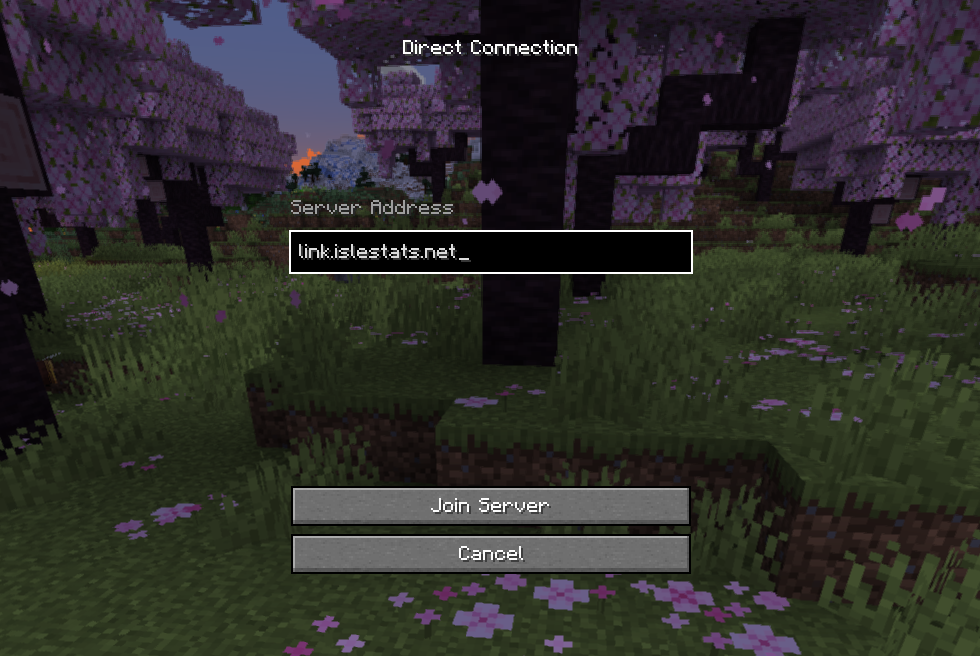 Direct Connection
Server Address
link.islestats.net_
Join Server
Cancel